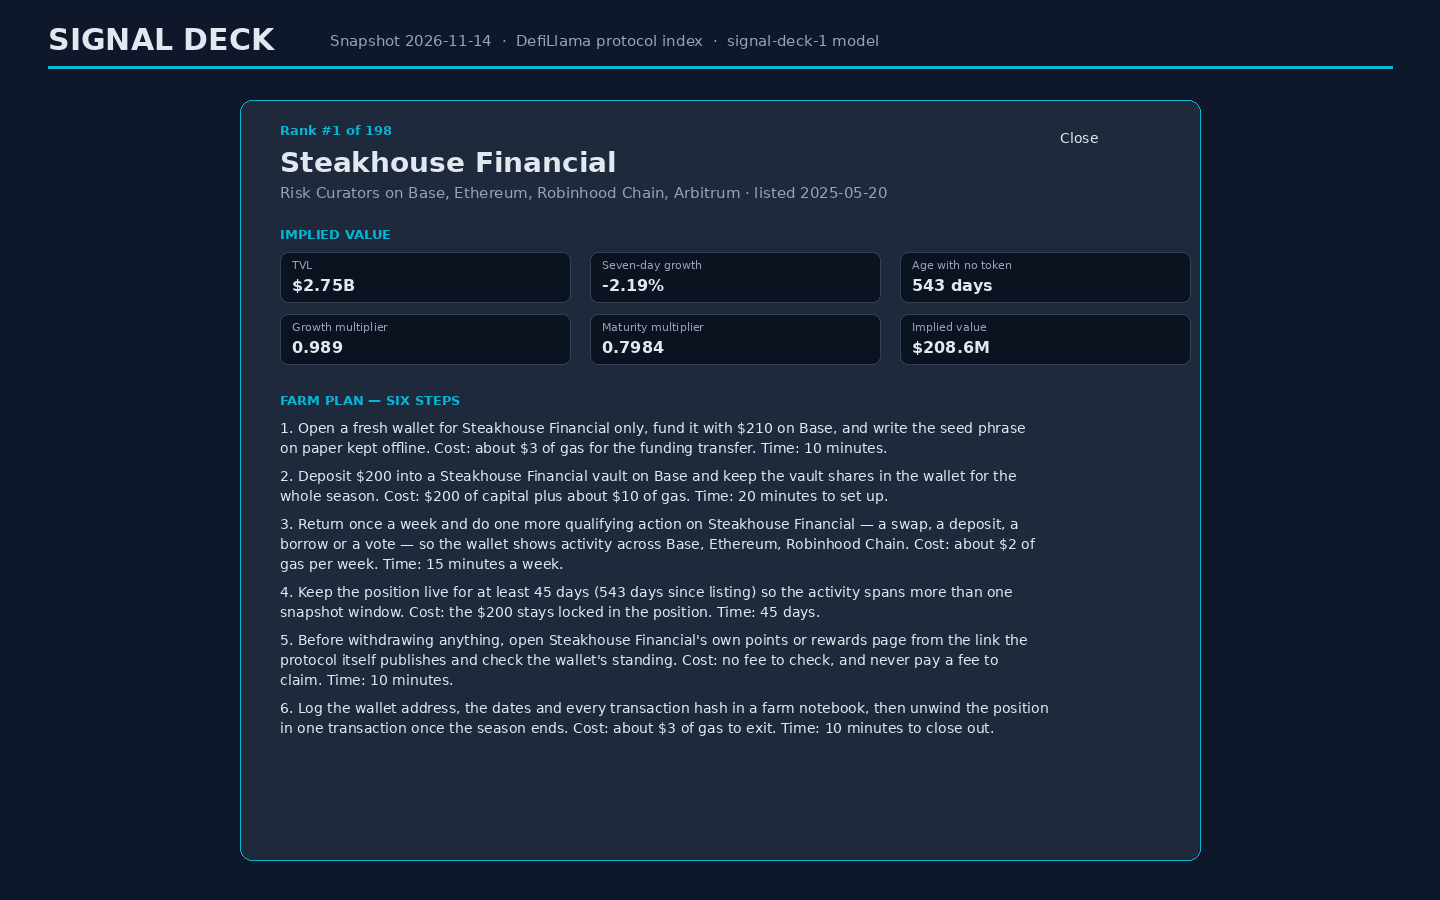 SIGNAL DECK
Snapshot 2026-11-14 · DefiLlama protocol index · signal-deck-1 model
Rank #1 of 198
Close
Steakhouse Financial
Risk Curators on Base, Ethereum, Robinhood Chain, Arbitrum · listed 2025-05-20
IMPLIED VALUE
TVL
$2.75B
Seven-day growth
-2.19%
Age with no token
543 days
Growth multiplier
0.989
Maturity multiplier
0.7984
Implied value
$208.6M
FARM PLAN — SIX STEPS
1. Open a fresh wallet for Steakhouse Financial only, fund it with $210 on Base, and write the seed phrase
on paper kept offline. Cost: about $3 of gas for the funding transfer. Time: 10 minutes.
2. Deposit $200 into a Steakhouse Financial vault on Base and keep the vault shares in the wallet for the
whole season. Cost: $200 of capital plus about $10 of gas. Time: 20 minutes to set up.
3. Return once a week and do one more qualifying action on Steakhouse Financial — a swap, a deposit, a
borrow or a vote — so the wallet shows activity across Base, Ethereum, Robinhood Chain. Cost: about $2 of
gas per week. Time: 15 minutes a week.
4. Keep the position live for at least 45 days (543 days since listing) so the activity spans more than one
snapshot window. Cost: the $200 stays locked in the position. Time: 45 days.
5. Before withdrawing anything, open Steakhouse Financial's own points or rewards page from the link the
protocol itself publishes and check the wallet's standing. Cost: no fee to check, and never pay a fee to
claim. Time: 10 minutes.
6. Log the wallet address, the dates and every transaction hash in a farm notebook, then unwind the position
in one transaction once the season ends. Cost: about $3 of gas to exit. Time: 10 minutes to close out.